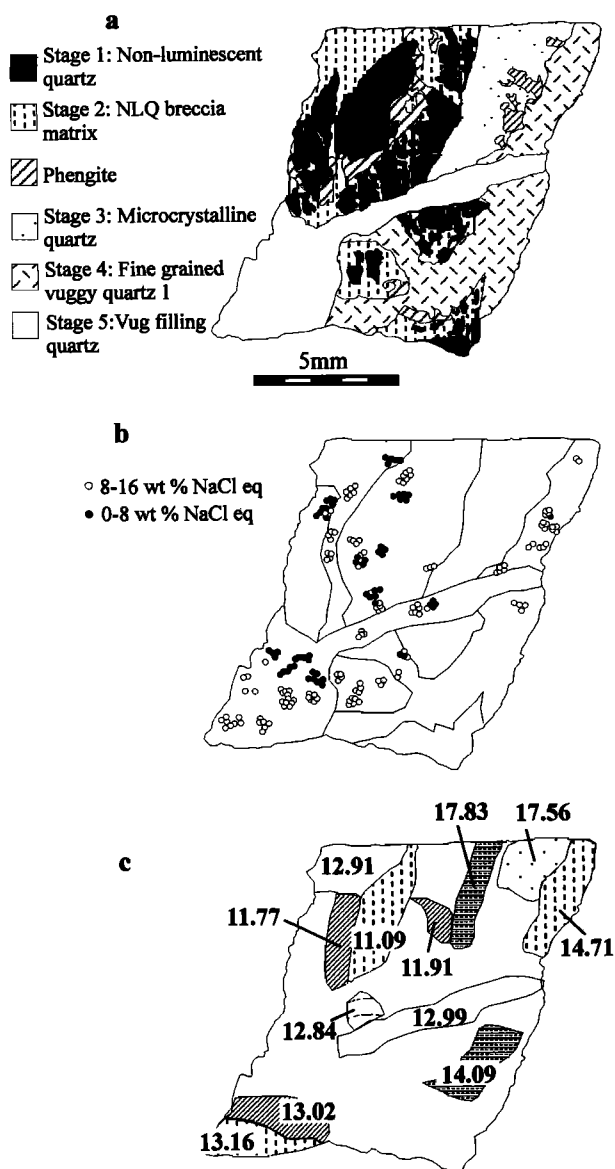 a
Stage 1: Non-luminescent
quartz
Stage 2: NLQ breccia
matrix
Phengite
Stage 3: Microcrystalline
quartz
Stage 4: Fine grained
vuggy quartz 1
Stage 5:Vug filling
quartz
5mm
b
8-16 wt % NaCl eq
0-8 wt % NaCl eq
c
17.83
17.56
12.91
11.77
11.09
11.91
14.71
12.84
12.99
14.09
13.02
13.16